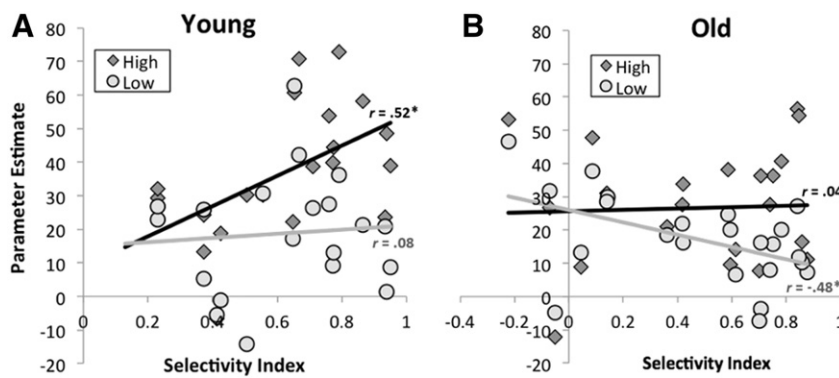 A Young
High
Low
Parameter Estimate
80
70
60
50
40
30
20
10
0
-10
-20
0 0.2 0.4 0.6 0.8 1
Selectivity Index
r = .52*
r = .08
B Old
High
Low
80
70
60
50
40
30
20
10
0
-10
-20
-0.4 -0.2 0 0.2 0.4 0.6 0.8 1
Selectivity Index
r = .04
r = -.48*